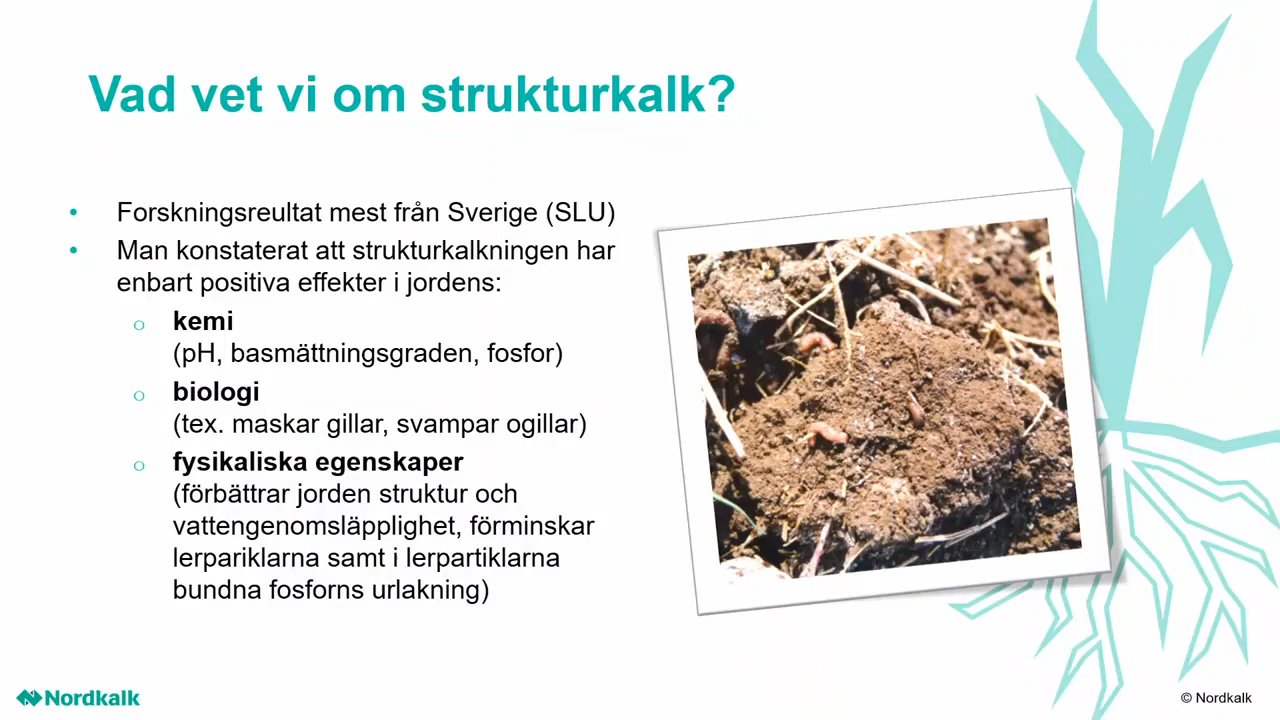 Vad vet vi om strukturkalk?
• Forskningsreultat mest från Sverige (SLU)
• Man konstaterat att strukturkalkningen har
enbart positiva effekter i jordens:
o kemi
(pH, basmättningsgraden, fosfor)
o biologi
(tex. maskar gillar, svampar ogillar)
o fysikaliska egenskaper
(förbättrar jorden struktur och
vattengenomsläpplighet, förminskar
lerpariklarna samt i lerpartiklarna
bundna fosforns urlakning)
Nordkalk
© Nordkalk